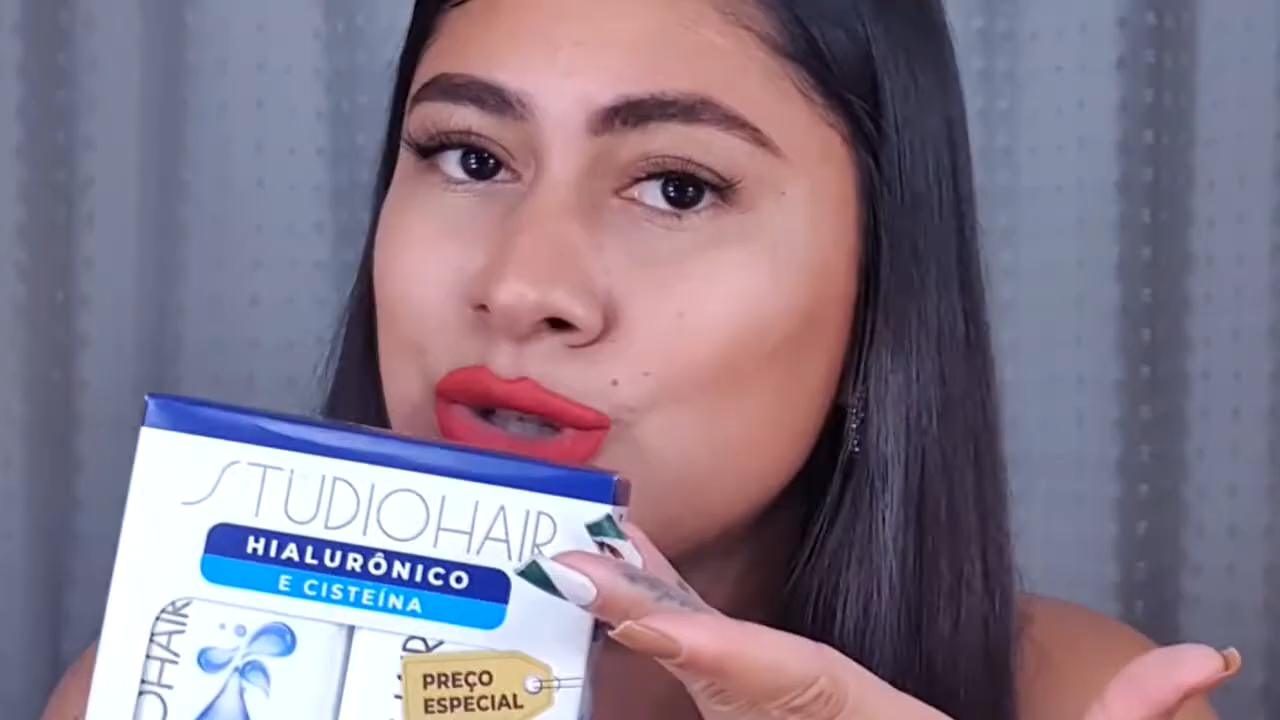 STUDIOHAIR
HIALURÔNICO
E CISTEÍNA
PREÇO
ESPECIAL